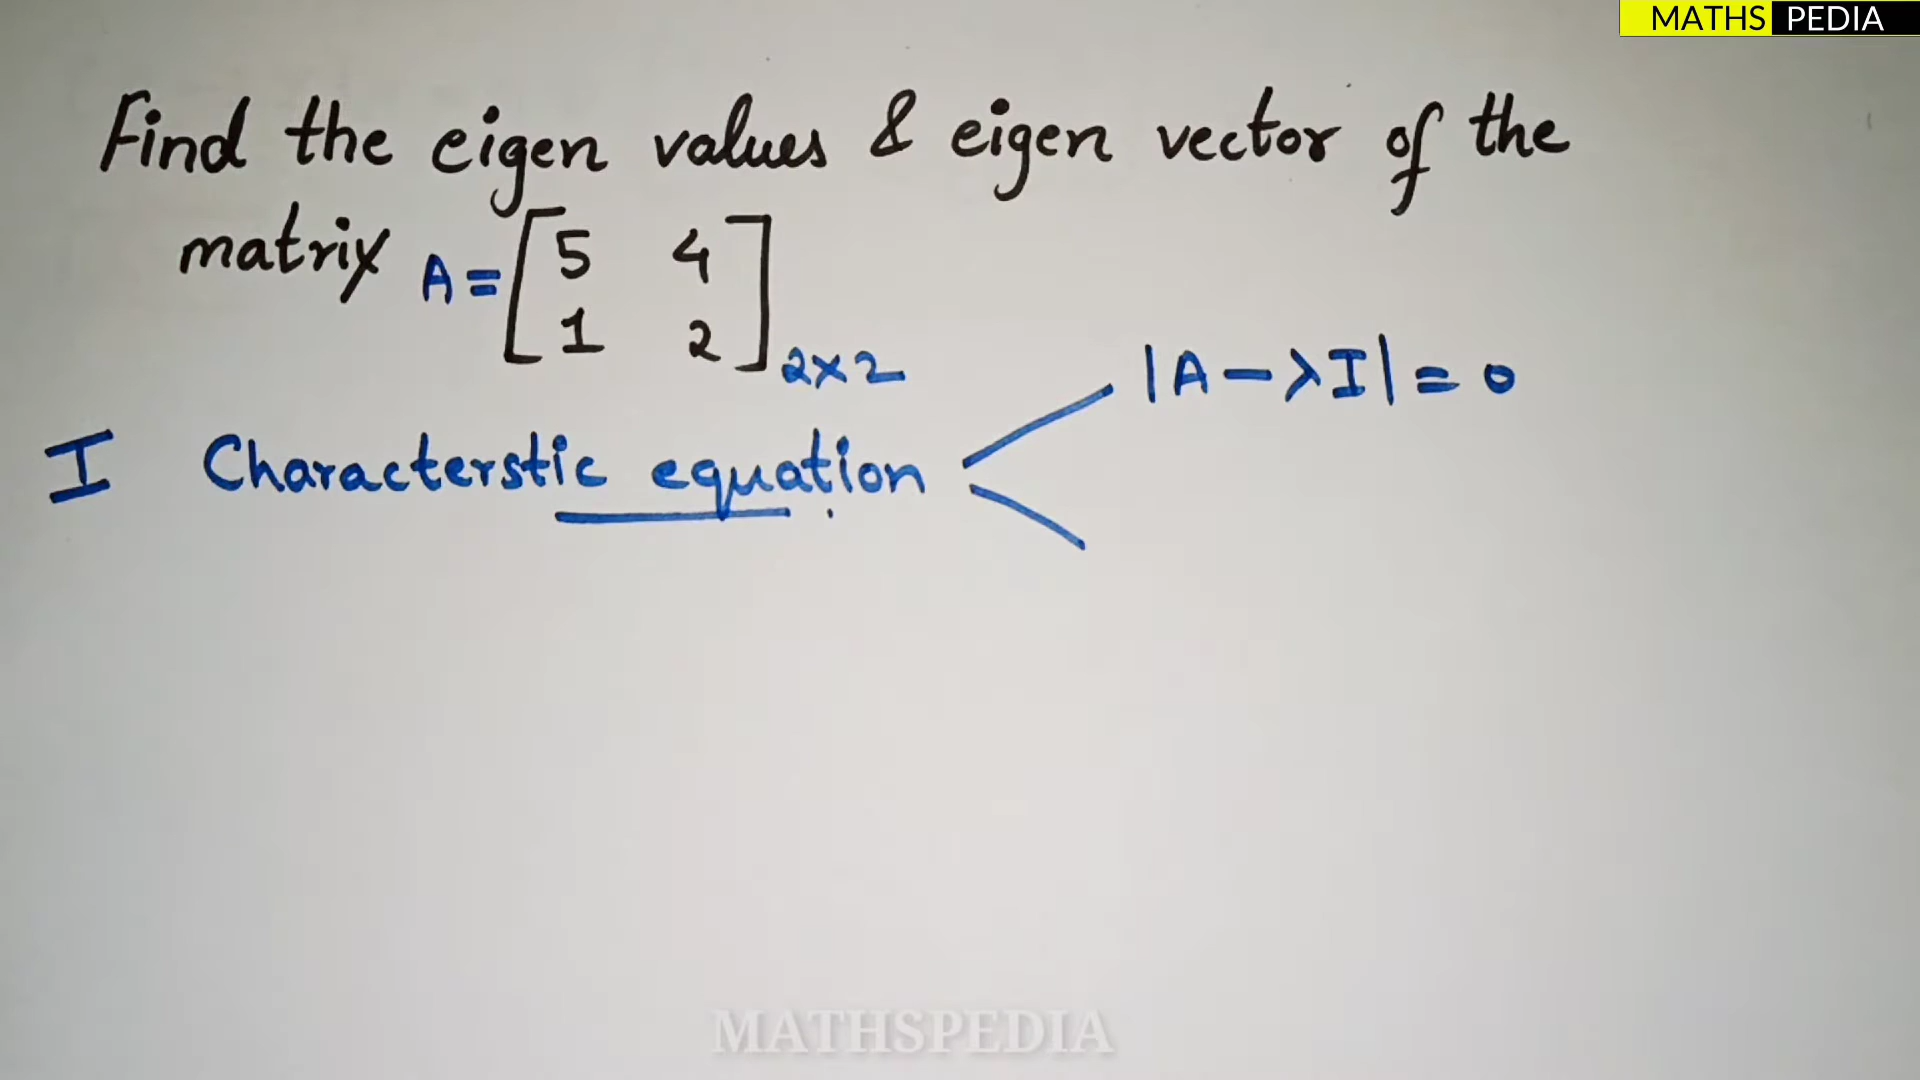 MATHS PEDIA
Find the eigen values & eigen vector of the
matrix A = [5 4
1 2]2×2
|A - λI| = 0
I Characterstic equation
MATHSPEDIA